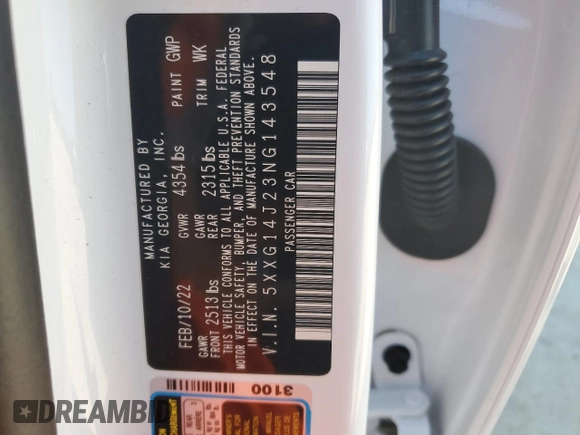 MANUFACTURED BY
KIA GEORGIA, INC.
GVWR 4354 lbs PAINT GWP
FEB/10/22
GAWR FRONT 2513 lbs GAWR REAR 2315 lbs TRIM WK
THIS VEHICLE CONFORMS TO ALL APPLICABLE U.S.A. FEDERAL
MOTOR VEHICLE SAFETY, BUMPER, AND THEFT PREVENTION STANDARDS
IN EFFECT ON THE DATE OF MANUFACTURE SHOWN ABOVE.
V.I.N. 5XXG14J23NG143548
PASSENGER CAR
3100
REAR
DREAMBID